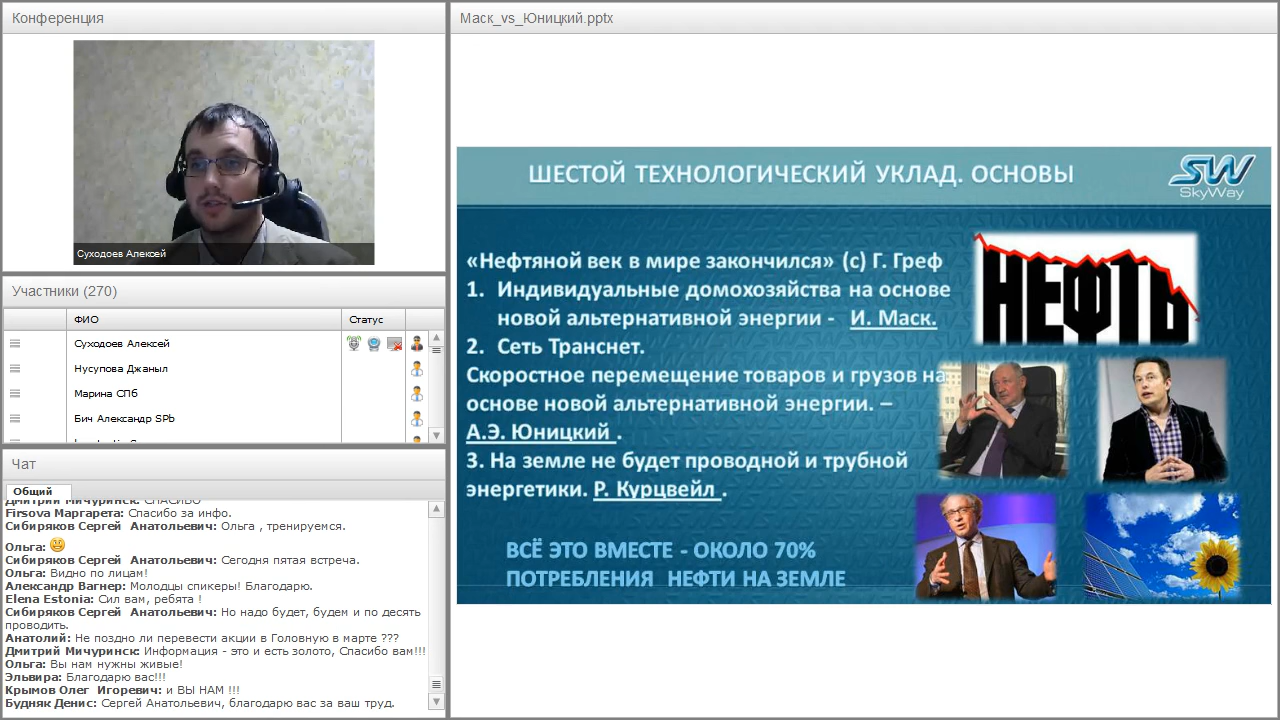 Конференция
Суходоев Алексей
Участники (270)
ФИО
Статус
Суходоев Алексей
Нусупова Джаныл
Марина СПб
Бич Александр SPb
Чат
Общий
Дмитрий Мичуринск: СПАСИБО
Firsova Маргарета: Спасибо за инфо.
Сибиряков Сергей Анатольевич: Ольга , тренируемся.
Ольга:
Сибиряков Сергей Анатольевич: Сегодня пятая встреча.
Ольга: Видно по лицам!
Александр Вагнер: Молодцы спикеры! Благодарю.
Elena Estonia: Сил вам, ребята !
Сибиряков Сергей Анатольевич: Но надо будет, будем и по десять
проводить.
Анатолий: Не поздно ли перевести акции в Головную в марте ???
Дмитрий Мичуринск: Информация - это и есть золото, Спасибо вам!!!
Ольга: Вы нам нужны живые!
Эльвира: Благодарю вас!!!
Крымов Олег Игоревич: и ВЫ НАМ !!!
Будняк Денис: Сергей Анатольевич, благодарю вас за ваш труд.
Маск_vs_Юницкий.pptx
ШЕСТОЙ ТЕХНОЛОГИЧЕСКИЙ УКЛАД. ОСНОВЫ
SW
SkyWay
«Нефтяной век в мире закончился» (с) Г. Греф
1. Индивидуальные домохозяйства на основе
новой альтернативной энергии - И. Маск.
2. Сеть Транснет.
Скоростное перемещение товаров и грузов на
основе новой альтернативной энергии. –
А.Э. Юницкий .
3. На земле не будет проводной и трубной
энергетики. Р. Курцвейл .
ВСЁ ЭТО ВМЕСТЕ - ОКОЛО 70%
ПОТРЕБЛЕНИЯ НЕФТИ НА ЗЕМЛЕ
НЕФТЬ